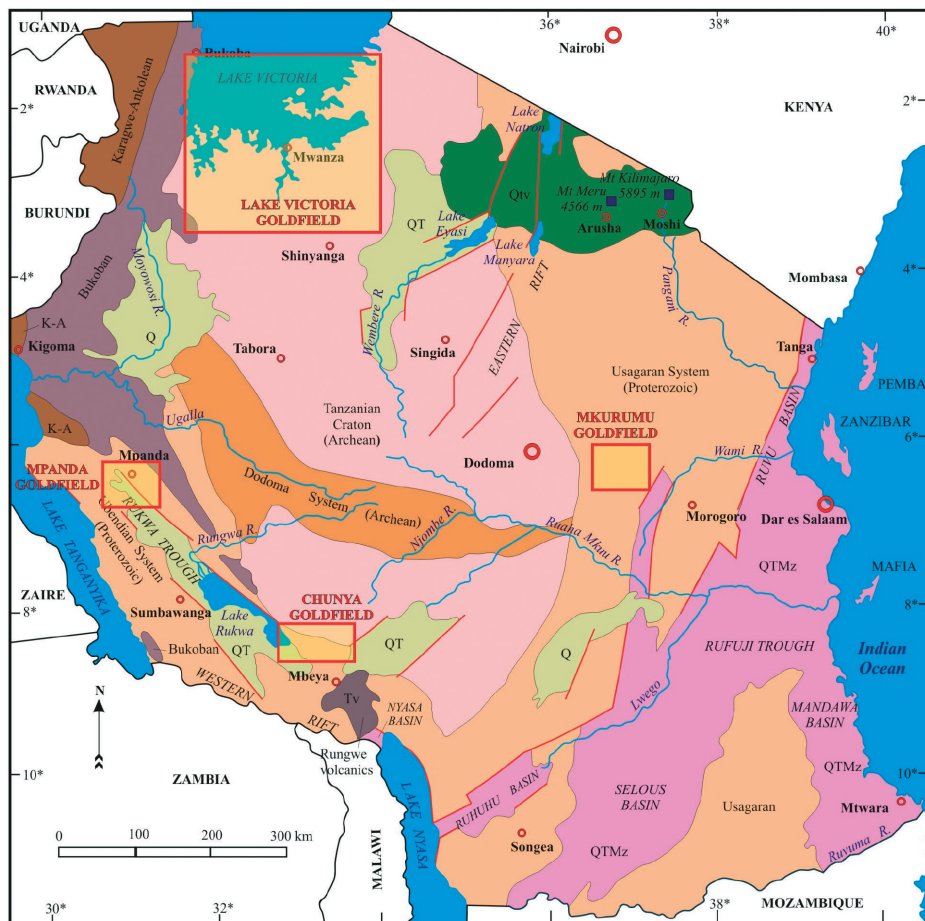 UGANDA
36*
38*
40*
Nairobi
Bukoba
RWANDA
LAKE VICTORIA
2*
2*
KENYA
Karagwe-Ankolean
Lake
Natron
Mwanza
Mt Kilimajaro
5895 m
Mt Meru
4566 m
Qtv
BURUNDI
LAKE VICTORIA
GOLDFIELD
QT
Lake
Eyasi
Arusha
Moshi
Shinyanga
Lake
Manyara
RIFT
Bukoban
Moyowosi R.
4*
4*
Pangani R.
Mombasa
K-A
Kigoma
Q
Wembere R.
Tabora
Singida
EASTERN
Tanga
Usagaran System
(Proterozoic)
PEMBA
BASIN
Ugalla
Tanzanian
Craton
(Archean)
MKURUMU
GOLDFIELD
ZANZIBAR
K-A
6*
MPANDA
GOLDFIELD
Mpanda
Dodoma
Wami R.
RUVU
Dodoma System (Archean)
RUKWA TROUGH
Ubendian System
(Proterozoic)
Rungwa R.
Njombe R.
Ruaha Mkuu R.
Morogoro
Dar es Salaam
LAKE TANGANYIKA
QTMz
MAFIA
ZAIRE
8*
8*
Sumbawanga
CHUNYA
GOLDFIELD
Lake
Rukwa
Bukoban
QT
QT
Q
RUFUJI TROUGH
Indian
Ocean
Mbeya
WESTERN
RIFT
Tv
NYASA
BASIN
Lwego
MANDAWA
BASIN
N
Rungwe
volcanics
QTMz
ZAMBIA
10*
10*
RUHUHU BASIN
SELOUS
BASIN
Usagaran
Mtwara
LAKE NYASA
0 100 200 300 km
MALAWI
Songea
QTMz
Ruvuma R.
30*
32*
38*
MOZAMBIQUE